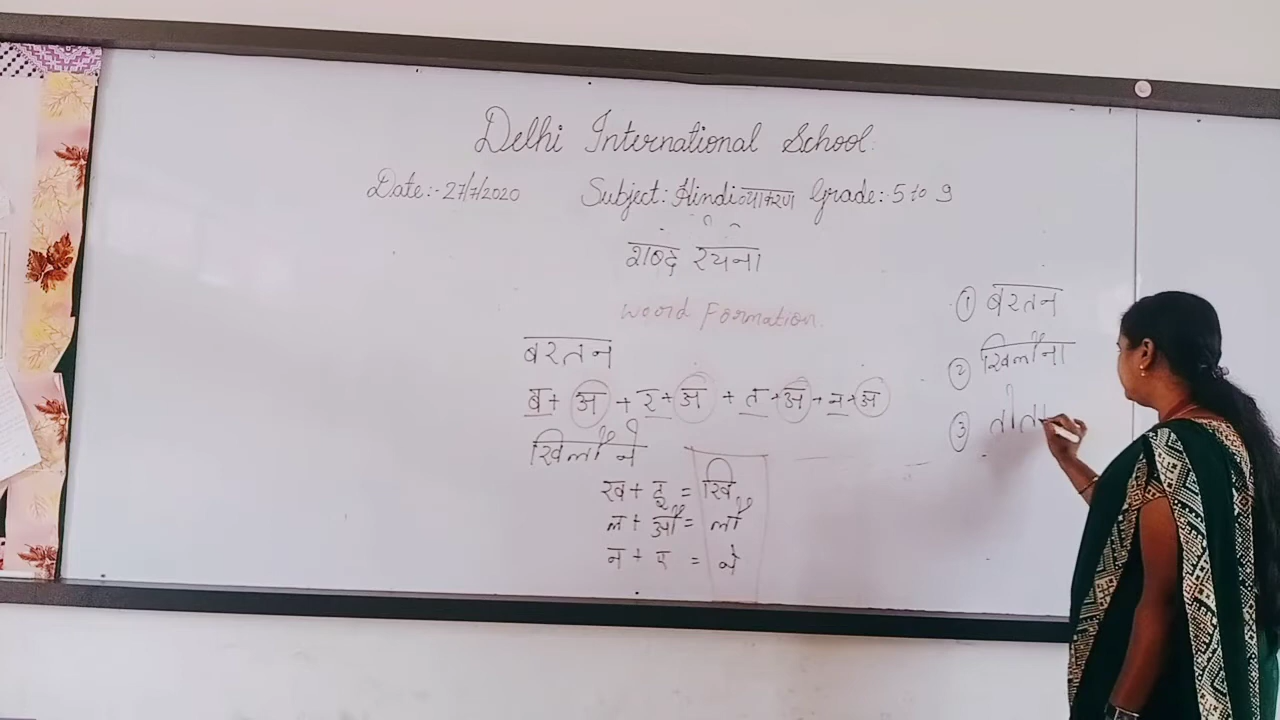 Delhi International School.
Date:- 27/7/2020 Subject: Hindi व्याकरण Grade: 5 to 9
शब्द रचना
Woord Formation.
बरतन
ब + अ + र + अ + त + अ + न + अ
खिलौने
ख + इ = खि
ल + औ = लौ
न + ए = ने
① बरतन
② खिलौना
③ तोता